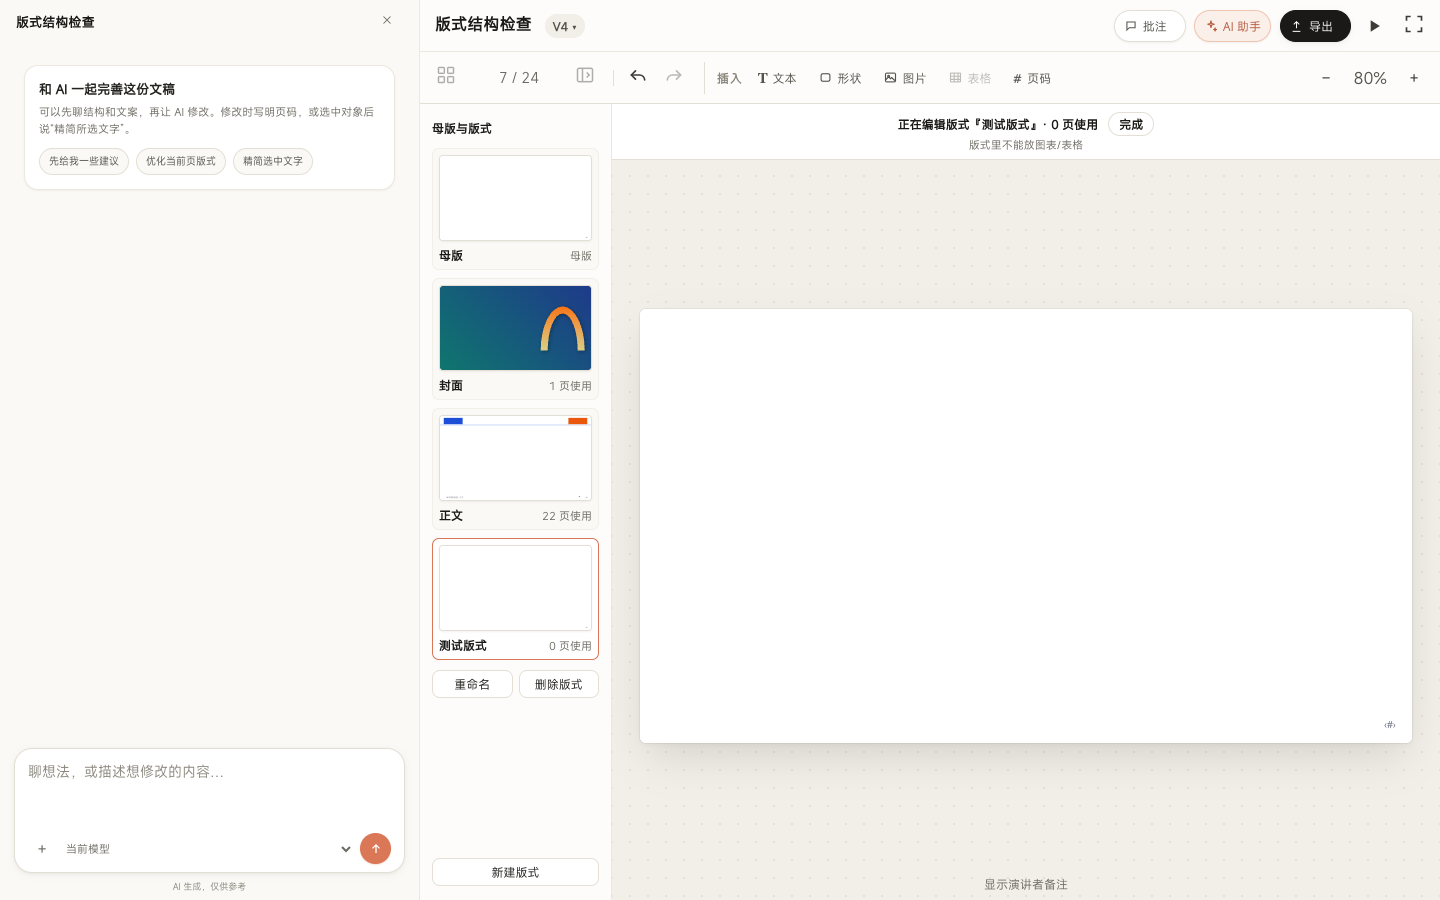 版式结构检查
和 AI 一起完善这份文稿
可以先聊结构和文案，再让 AI 修改。修改时写明页码，或选中对象后
说“精简所选文字”。
先给我一些建议
优化当前页版式
精简选中文字
聊想法，或描述想修改的内容...
当前模型
AI 生成，仅供参考
版式结构检查
V4
批注
AI 助手
导出
7 / 24
插入
T 文本
形状
图片
表格
# 页码
− 80% +
母版与版式
母版 母版
封面 1 页使用
正文 22 页使用
测试版式 0 页使用
重命名
删除版式
新建版式
正在编辑版式『测试版式』· 0 页使用
完成
版式里不能放图表/表格
‹#›
显示演讲者备注